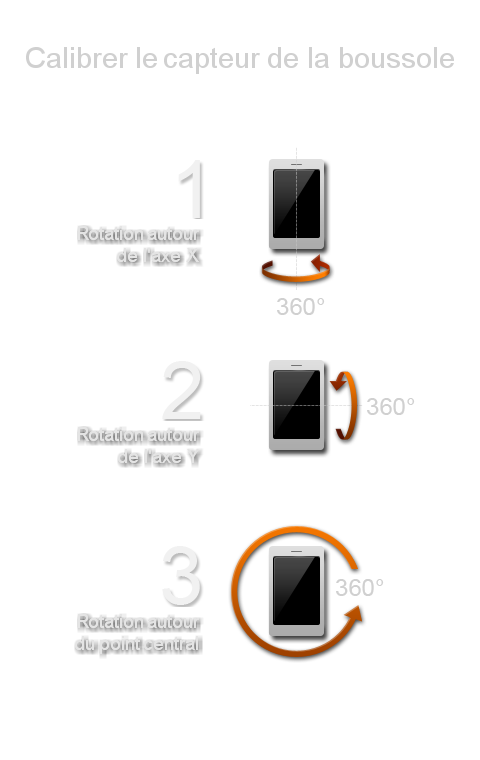 Calibrer le capteur de la boussole
1
Rotation autour
de l'axe X
360°
2
Rotation autour
de l'axe Y
360°
3
Rotation autour
du point central
360°